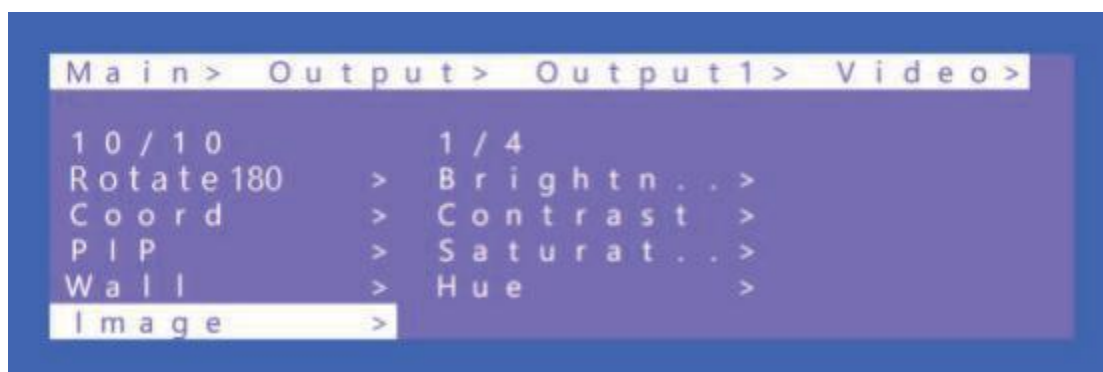 Main> Output> Output1> Video>
10/10 1/4
Rotate180 > Brightn..>
Coord > Contrast >
PIP > Saturat..>
Wall > Hue >
Image >